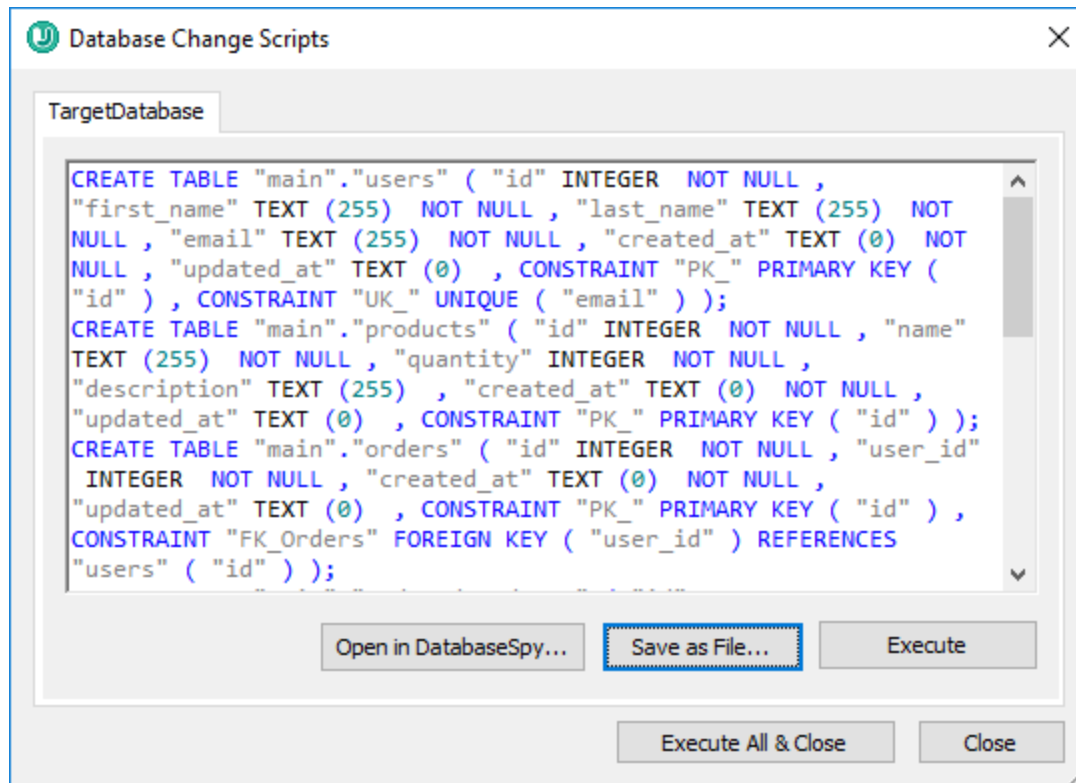 Database Change Scripts
TargetDatabase
CREATE TABLE "main"."users" ( "id" INTEGER  NOT NULL ,
"first_name" TEXT (255)  NOT NULL , "last_name" TEXT (255)  NOT
NULL , "email" TEXT (255)  NOT NULL , "created_at" TEXT (0)  NOT
NULL , "updated_at" TEXT (0)  , CONSTRAINT "PK_" PRIMARY KEY (
"id" ) , CONSTRAINT "UK_" UNIQUE ( "email" ) );
CREATE TABLE "main"."products" ( "id" INTEGER  NOT NULL , "name"
TEXT (255)  NOT NULL , "quantity" INTEGER  NOT NULL ,
"description" TEXT (255)  , "created_at" TEXT (0)  NOT NULL ,
"updated_at" TEXT (0)  , CONSTRAINT "PK_" PRIMARY KEY ( "id" ) );
CREATE TABLE "main"."orders" ( "id" INTEGER  NOT NULL , "user_id"
 INTEGER  NOT NULL , "created_at" TEXT (0)  NOT NULL ,
"updated_at" TEXT (0)  , CONSTRAINT "PK_" PRIMARY KEY ( "id" ) ,
CONSTRAINT "FK_Orders" FOREIGN KEY ( "user_id" ) REFERENCES
"users" ( "id" ) );
Open in DatabaseSpy... Save as File... Execute
Execute All & Close Close